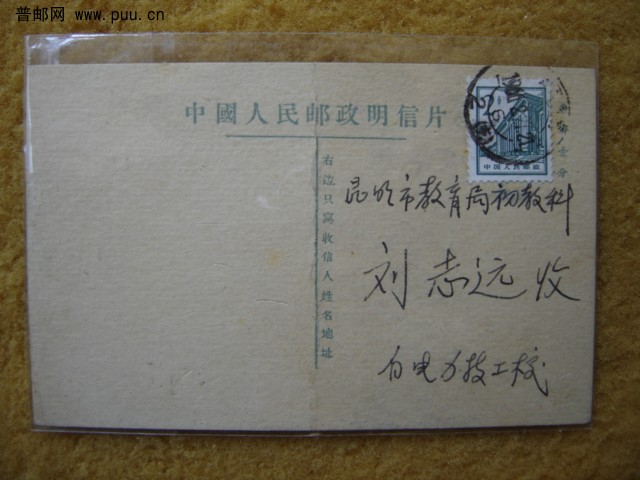 普邮网
www.puu.cn
中國人民邮政明信片
右边只寫收信人姓名地址
中国人民邮政
昆明市教育局初教科
刘志远收
自电力技工校